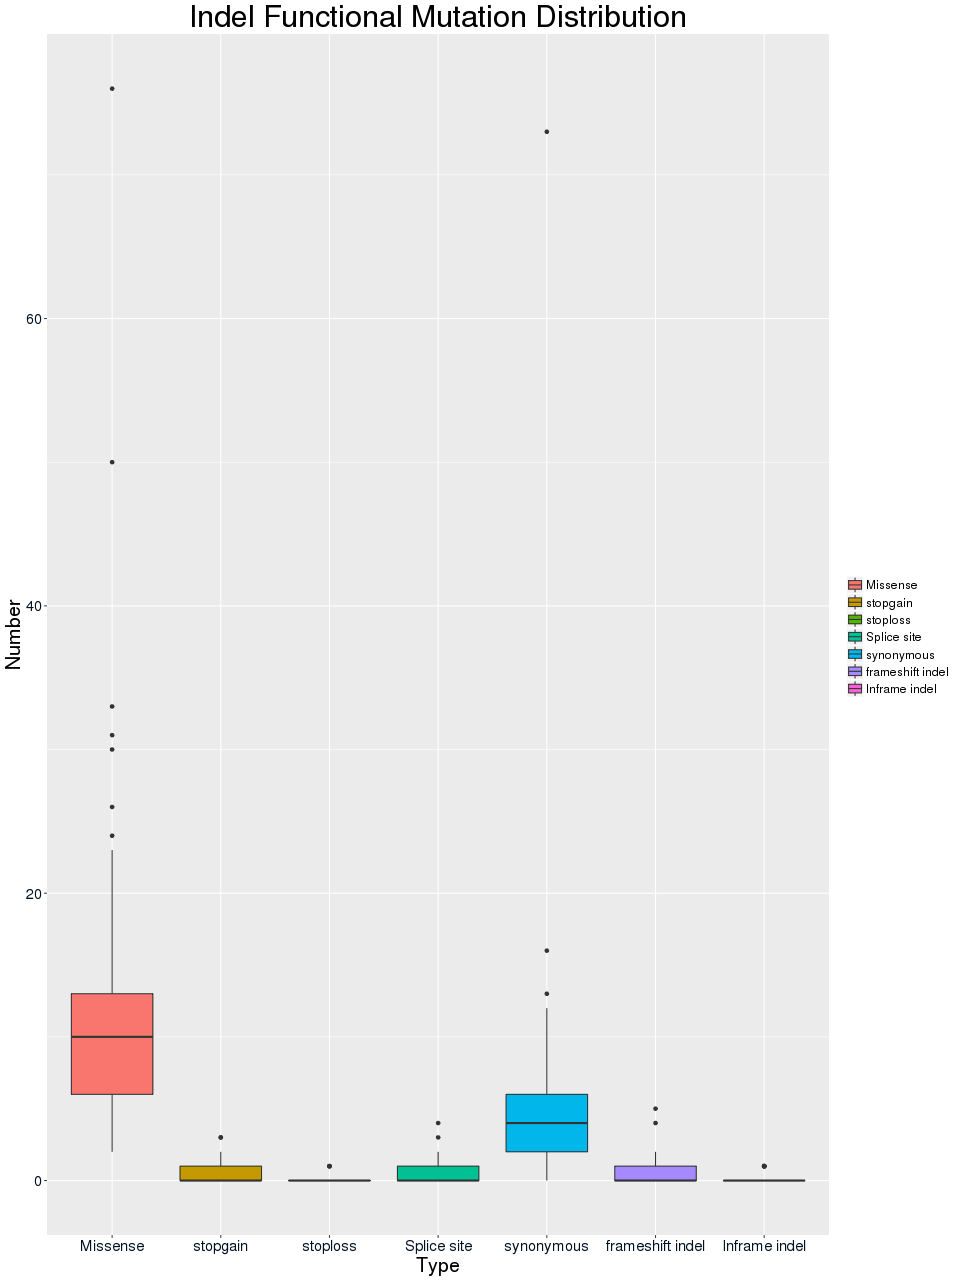 Indel Functional Mutation Distribution
Number
60
40
20
0
Missense
stopgain
stoploss
Splice site
synonymous
frameshift indel
Inframe indel
Type
Missense
stopgain
stoploss
Splice site
synonymous
frameshift indel
Inframe indel